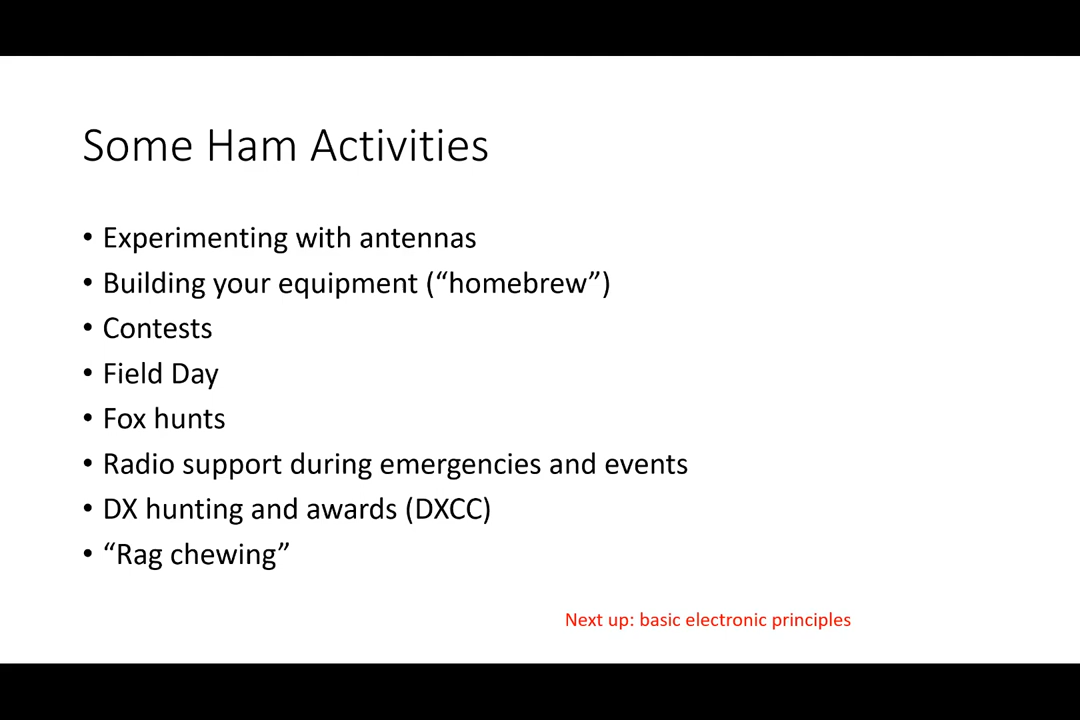 Some Ham Activities
• Experimenting with antennas
• Building your equipment (“homebrew”)
• Contests
• Field Day
• Fox hunts
• Radio support during emergencies and events
• DX hunting and awards (DXCC)
• “Rag chewing”
Next up: basic electronic principles